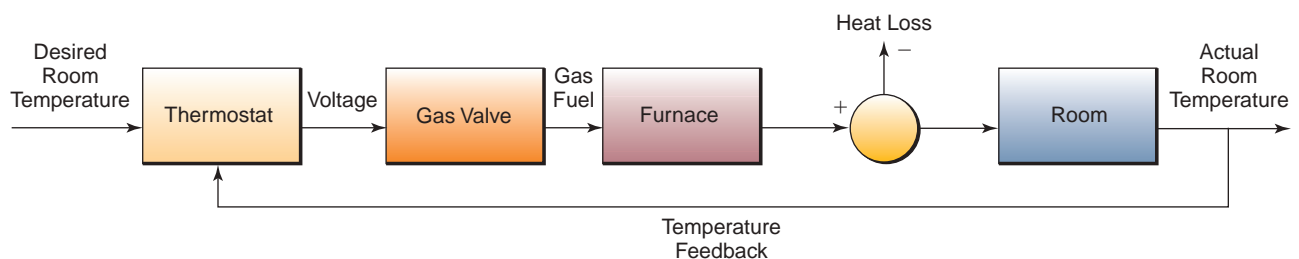 Desired
Room
Temperature
Thermostat
Voltage
Gas Valve
Gas
Fuel
Furnace
+
Heat Loss
−
Room
Actual
Room
Temperature
Temperature
Feedback